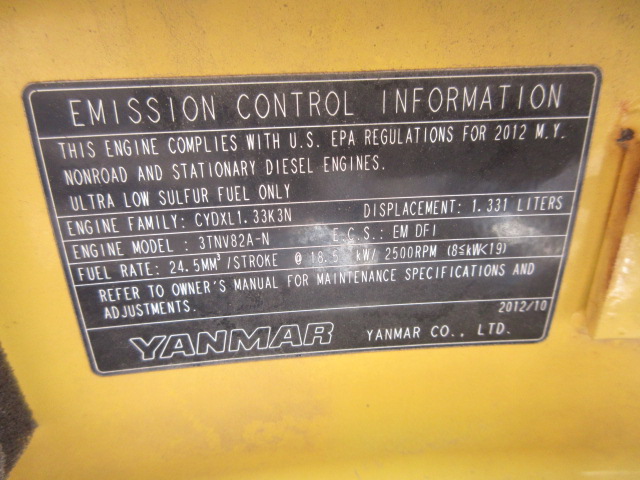 EMISSION CONTROL INFORMATION
THIS ENGINE COMPLIES WITH U.S. EPA REGULATIONS FOR 2012 M.Y.
NONROAD AND STATIONARY DIESEL ENGINES.
ULTRA LOW SULFUR FUEL ONLY
ENGINE FAMILY: CYDXL1.33K3N DISPLACEMENT: 1.331 LITERS
ENGINE MODEL : 3TNV82A-N E.C.S.: EM DFI
FUEL RATE: 24.5MM³/STROKE @ 18.5 kW/ 2500RPM (8≤kW<19)
REFER TO OWNER'S MANUAL FOR MAINTENANCE SPECIFICATIONS AND
ADJUSTMENTS.
2012/10
YANMAR YANMAR CO., LTD.